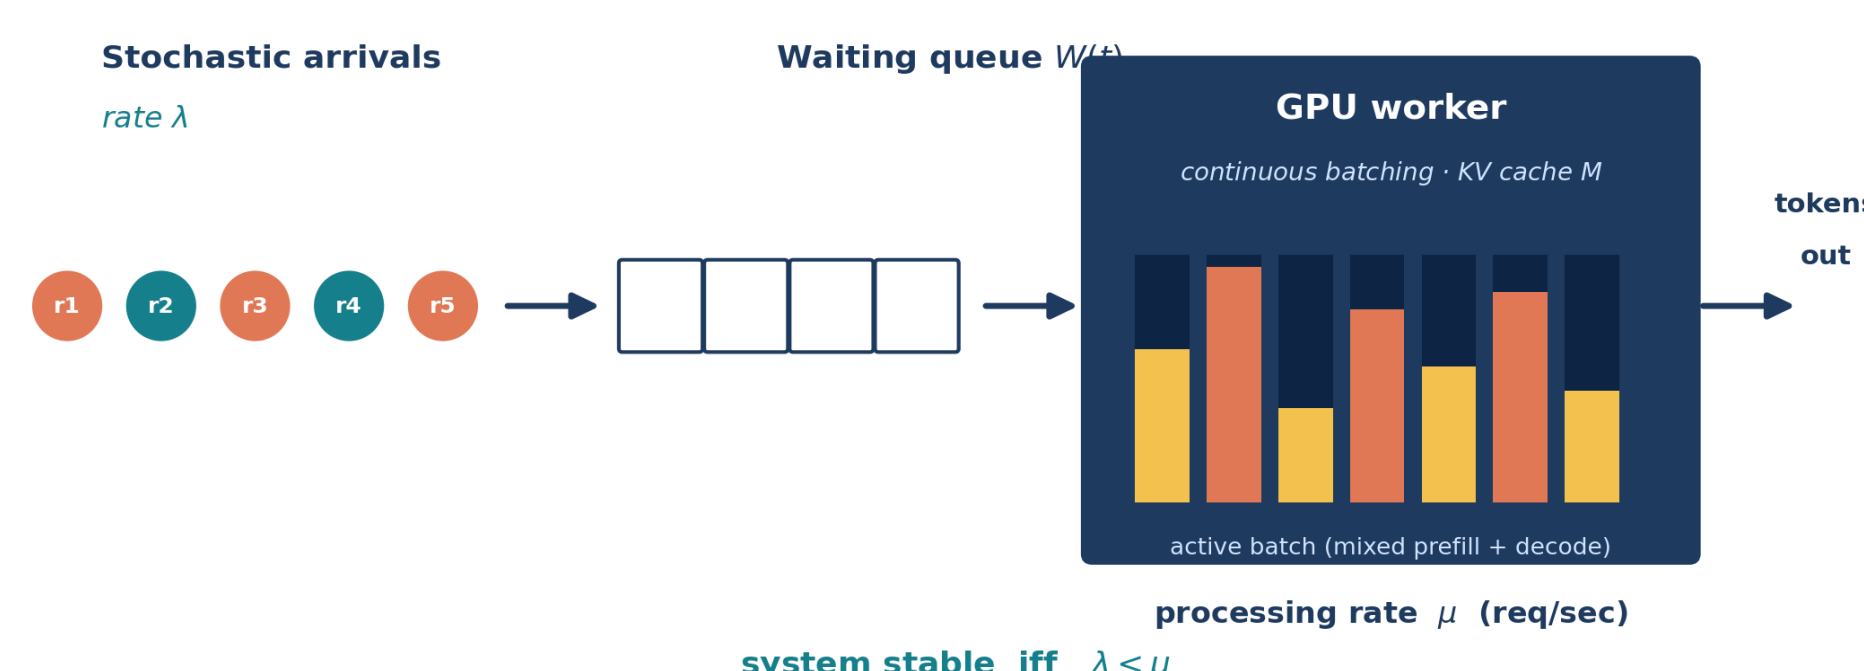 Stochastic arrivals
rate λ
Waiting queue W(t)
GPU worker
continuous batching · KV cache M
r1 r2 r3 r4 r5
tokens
out
active batch (mixed prefill + decode)
processing rate μ (req/sec)
system stable iff λ < μ